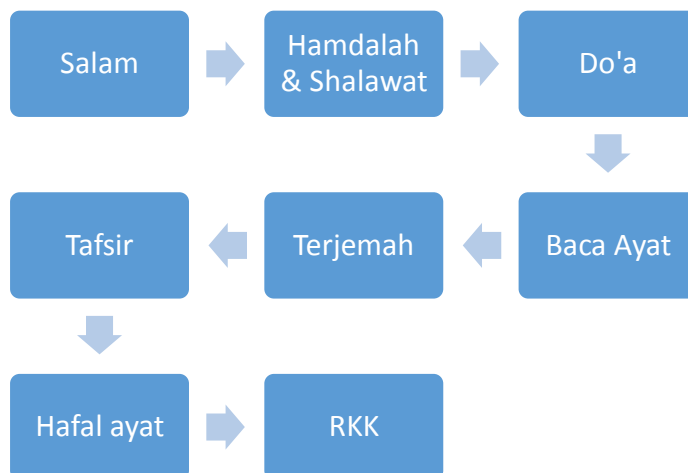 Salam
Hamdalah
& Shalawat
Do'a
Baca Ayat
Terjemah
Tafsir
Hafal ayat
RKK